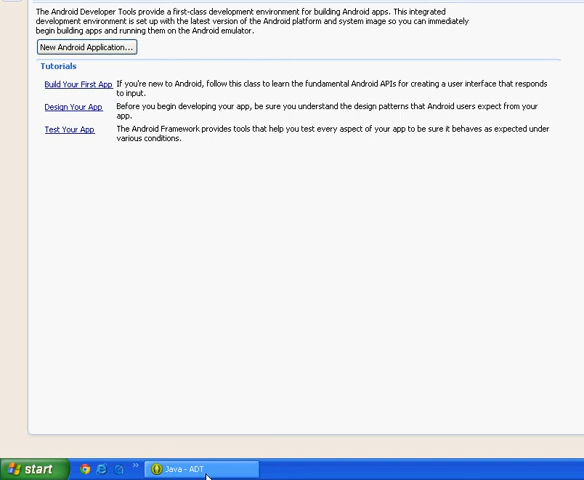 The Android Developer Tools provide a first-class development environment for building Android apps. This integrated
development environment is set up with the latest version of the Android platform and system image so you can immediately
begin building apps and running them on the Android emulator.
New Android Application...
Tutorials
Build Your First App If you're new to Android, follow this class to learn the fundamental Android APIs for creating a user interface that responds
to input.
Design Your App Before you begin developing your app, be sure you understand the design patterns that Android users expect from your
app.
Test Your App The Android Framework provides tools that help you test every aspect of your app to be sure it behaves as expected under
various conditions.
start Java - ADT